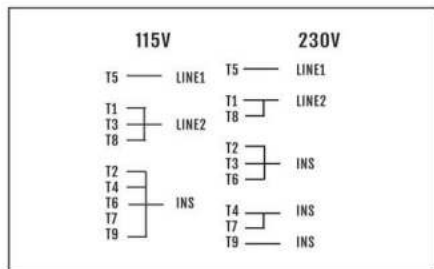 115V
T5 LINE1
T1
T3 LINE2
T8
T2
T4
T6 INS
T7
T9
230V
T5 LINE1
T1 LINE2
T8
T2
T3 INS
T6
T4 INS
T7
T9 INS